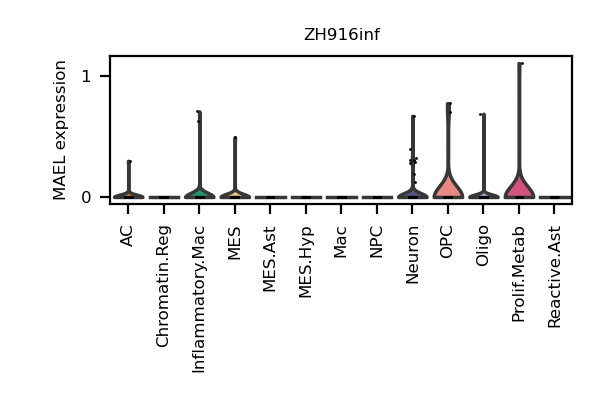 ZH916inf
MAEL expression
1
0
AC
Chromatin.Reg
Inflammatory.Mac
MES
MES.Ast
MES.Hyp
Mac
NPC
Neuron
OPC
Oligo
Prolif.Metab
Reactive.Ast